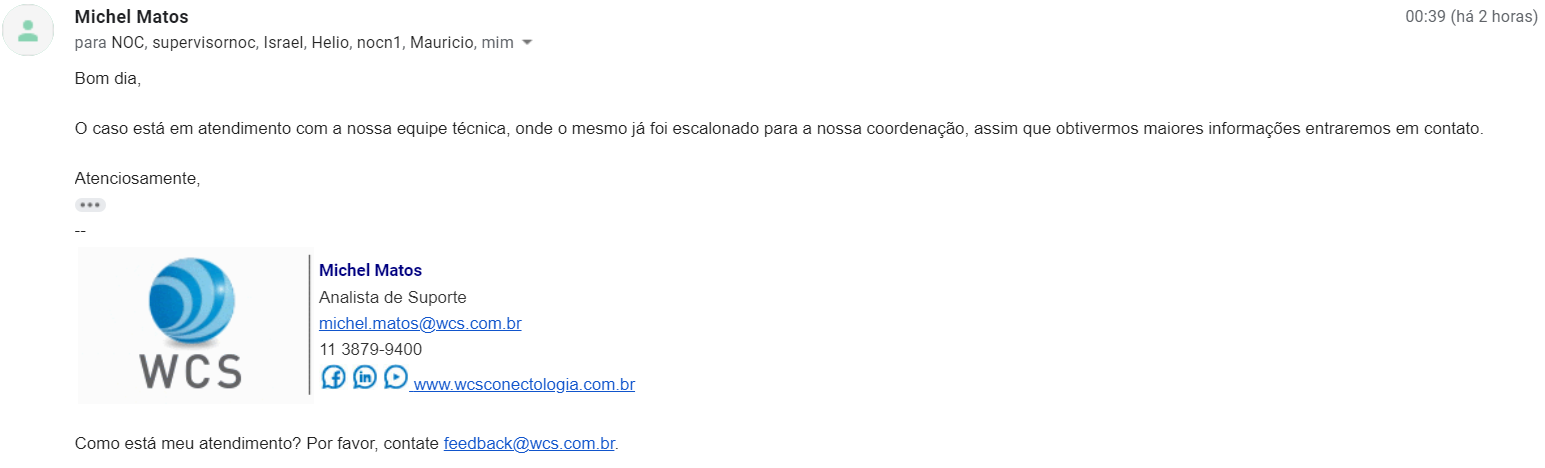 Michel Matos
00:39 (há 2 horas)
para NOC, supervisornoc, Israel, Helio, nocn1, Mauricio, mim
Bom dia,
O caso está em atendimento com a nossa equipe técnica, onde o mesmo já foi escalonado para a nossa coordenação, assim que obtivermos maiores informações entraremos em contato.
Atenciosamente,
--
WCS
Michel Matos
Analista de Suporte
michel.matos@wcs.com.br
11 3879-9400
www.wcsconectologia.com.br
Como está meu atendimento? Por favor, contate feedback@wcs.com.br.